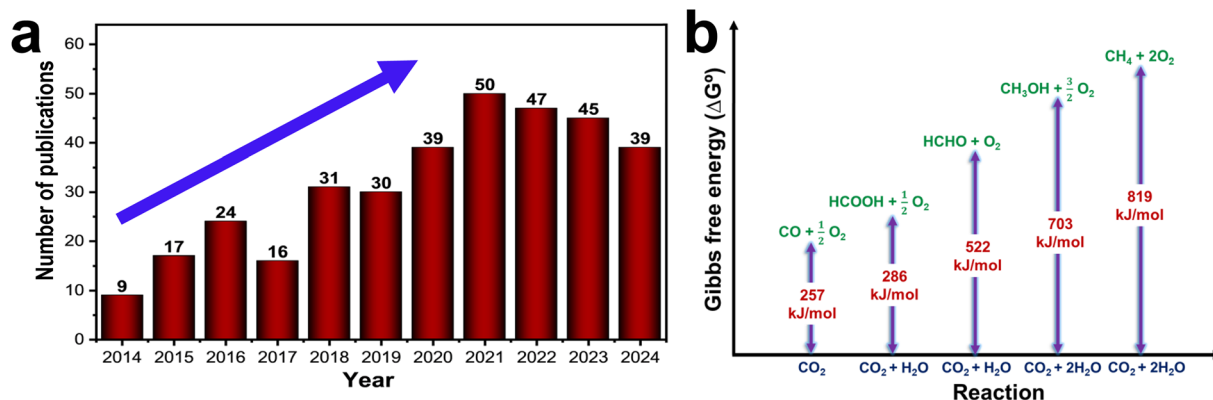 a
Number of publications
60
50
40
30
20
10
0
9
17
24
16
31
30
39
50
47
45
39
2014 2015 2016 2017 2018 2019 2020 2021 2022 2023 2024
Year
b
Gibbs free energy (ΔGº)
CO + 1/2 O₂
HCOOH + 1/2 O₂
HCHO + O₂
CH₃OH + 3/2 O₂
CH₄ + 2O₂
257
kJ/mol
286
kJ/mol
522
kJ/mol
703
kJ/mol
819
kJ/mol
CO₂ CO₂ + H₂O CO₂ + H₂O CO₂ + 2H₂O CO₂ + 2H₂O
Reaction